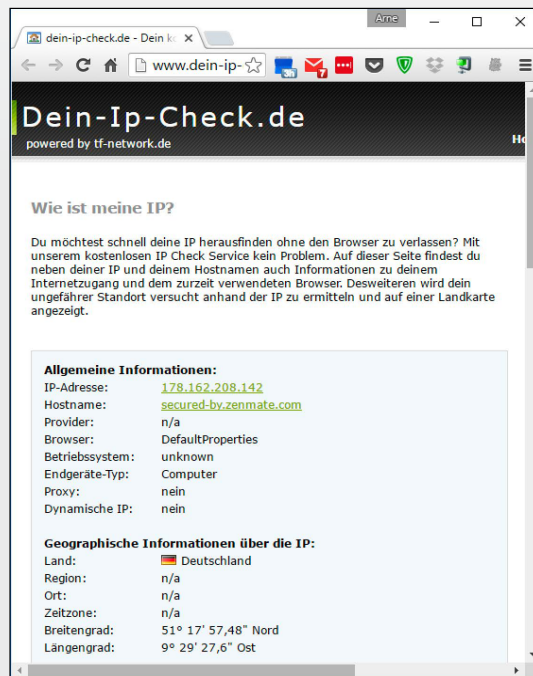 Arne
dein-ip-check.de - Dein k
www.dein-ip-
Dein-Ip-Check.de
powered by tf-network.de
Ho
Wie ist meine IP?
Du möchtest schnell deine IP herausfinden ohne den Browser zu verlassen? Mit
unserem kostenlosen IP Check Service kein Problem. Auf dieser Seite findest du
neben deiner IP und deinem Hostnamen auch Informationen zu deinem
Internetzugang und dem zurzeit verwendeten Browser. Desweiteren wird dein
ungefährer Standort versucht anhand der IP zu ermitteln und auf einer Landkarte
angezeigt.
Allgemeine Informationen:
IP-Adresse: 178.162.208.142
Hostname: secured-by.zenmate.com
Provider: n/a
Browser: DefaultProperties
Betriebssystem: unknown
Endgeräte-Typ: Computer
Proxy: nein
Dynamische IP: nein
Geographische Informationen über die IP:
Land: Deutschland
Region: n/a
Ort: n/a
Zeitzone: n/a
Breitengrad: 51° 17' 57,48" Nord
Längengrad: 9° 29' 27,6" Ost